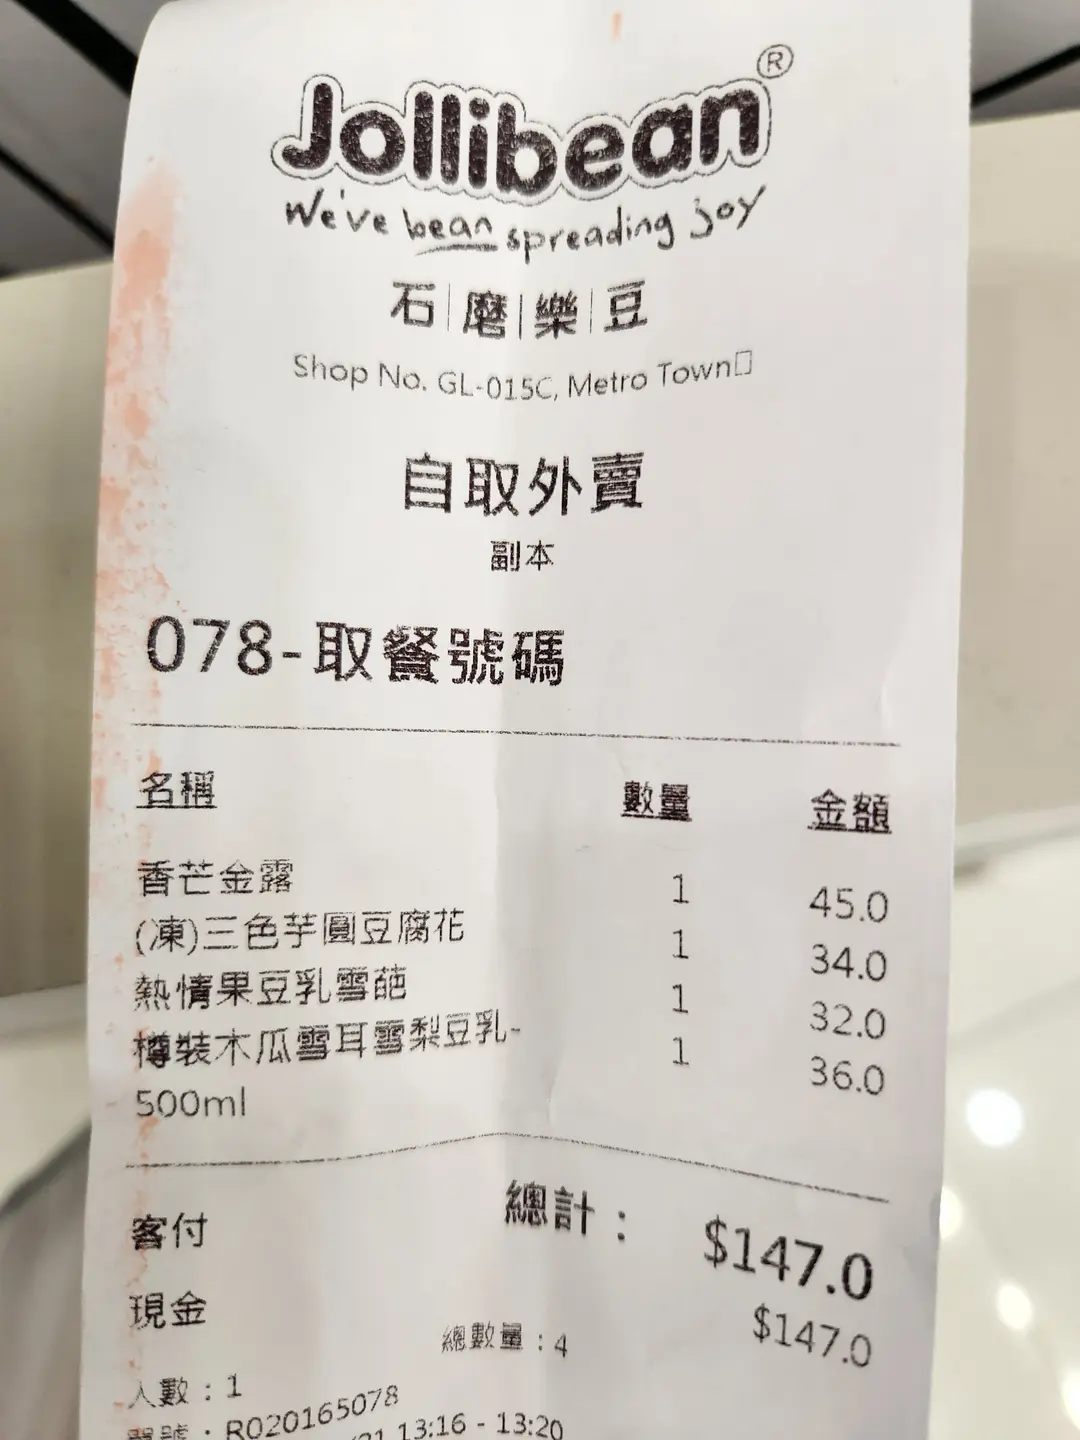 Jollibean®
We've bean spreading joy
石|磨|樂|豆
Shop No. GL-015C, Metro Town□
自取外賣
副本
078-取餐號碼
名稱 數量 金額
香芒金露 1 45.0
(凍)三色芋圓豆腐花 1 34.0
熱情果豆乳雪葩 1 32.0
樽裝木瓜雪耳雪梨豆乳- 1 36.0
500ml
總計： $147.0
客付
現金 $147.0
總數量：4
人數：1
單號：R020165078
13:16 - 13:20